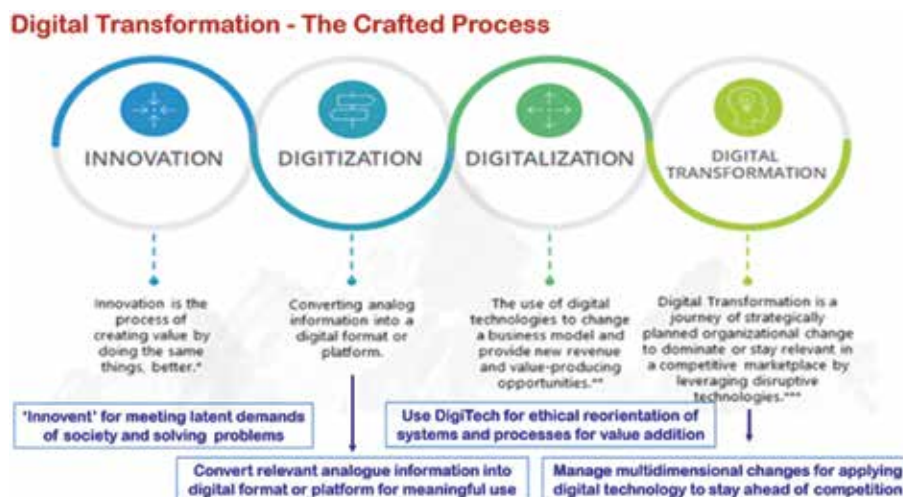 Digital Transformation - The Crafted Process
INNOVATION
DIGITIZATION
DIGITALIZATION
DIGITAL
TRANSFORMATION
Innovation is the
process of
creating value by
doing the same
things, better.*
Converting analog
information into a
digital format or
platform.
The use of digital
technologies to change
a business model and
provide new revenue
and value-producing
opportunities.**
Digital Transformation is a
journey of strategically
planned organizational change
to dominate or stay relevant in
a competitive marketplace by
leveraging disruptive
technologies.***
'Innovent' for meeting latent demands
of society and solving problems
Use DigiTech for ethical reorientation of
systems and processes for value addition
Convert relevant analogue information into
digital format or platform for meaningful use
Manage multidimensional changes for applying
digital technology to stay ahead of competition